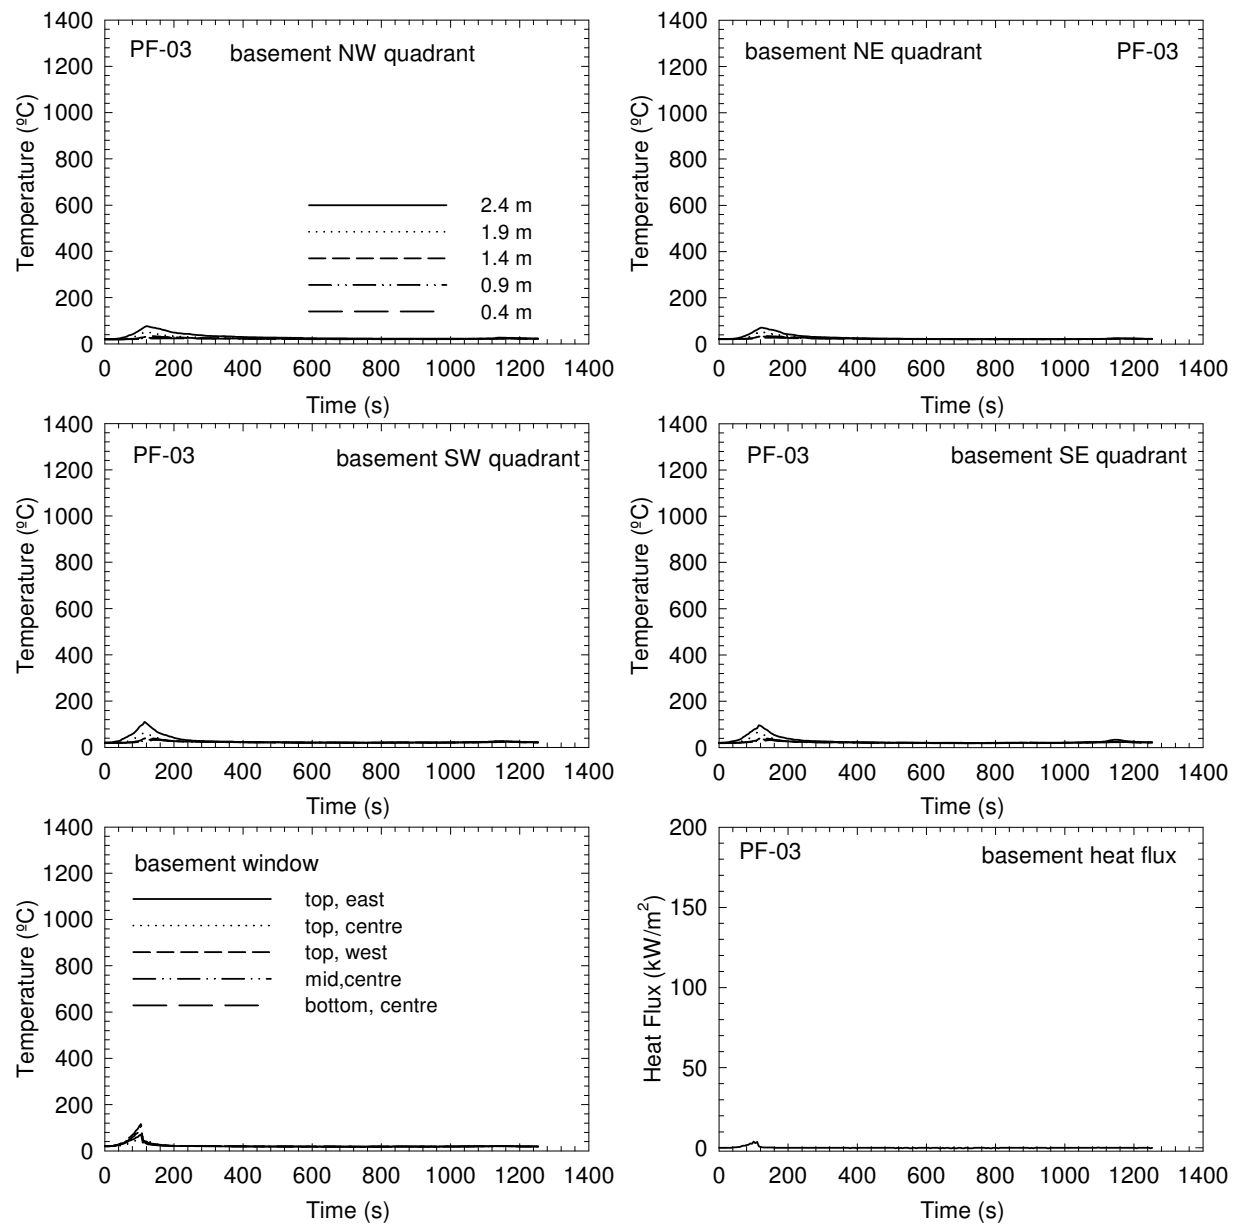 PF-03 basement NW quadrant
Temperature (ºC)
1400
1200
1000
800
600
400
200
0
2.4 m
1.9 m
1.4 m
0.9 m
0.4 m
0 200 400 600 800 1000 1200 1400
Time (s)
basement NE quadrant PF-03
Temperature (ºC)
1400
1200
1000
800
600
400
200
0
0 200 400 600 800 1000 1200 1400
Time (s)
PF-03 basement SW quadrant
Temperature (ºC)
1400
1200
1000
800
600
400
200
0
0 200 400 600 800 1000 1200 1400
Time (s)
PF-03 basement SE quadrant
Temperature (ºC)
1400
1200
1000
800
600
400
200
0
0 200 400 600 800 1000 1200 1400
Time (s)
basement window
Temperature (ºC)
1400
1200
1000
800
600
400
200
0
top, east
top, centre
top, west
mid,centre
bottom, centre
0 200 400 600 800 1000 1200 1400
Time (s)
PF-03 basement heat flux
Heat Flux (kW/m²)
200
150
100
50
0
0 200 400 600 800 1000 1200 1400
Time (s)